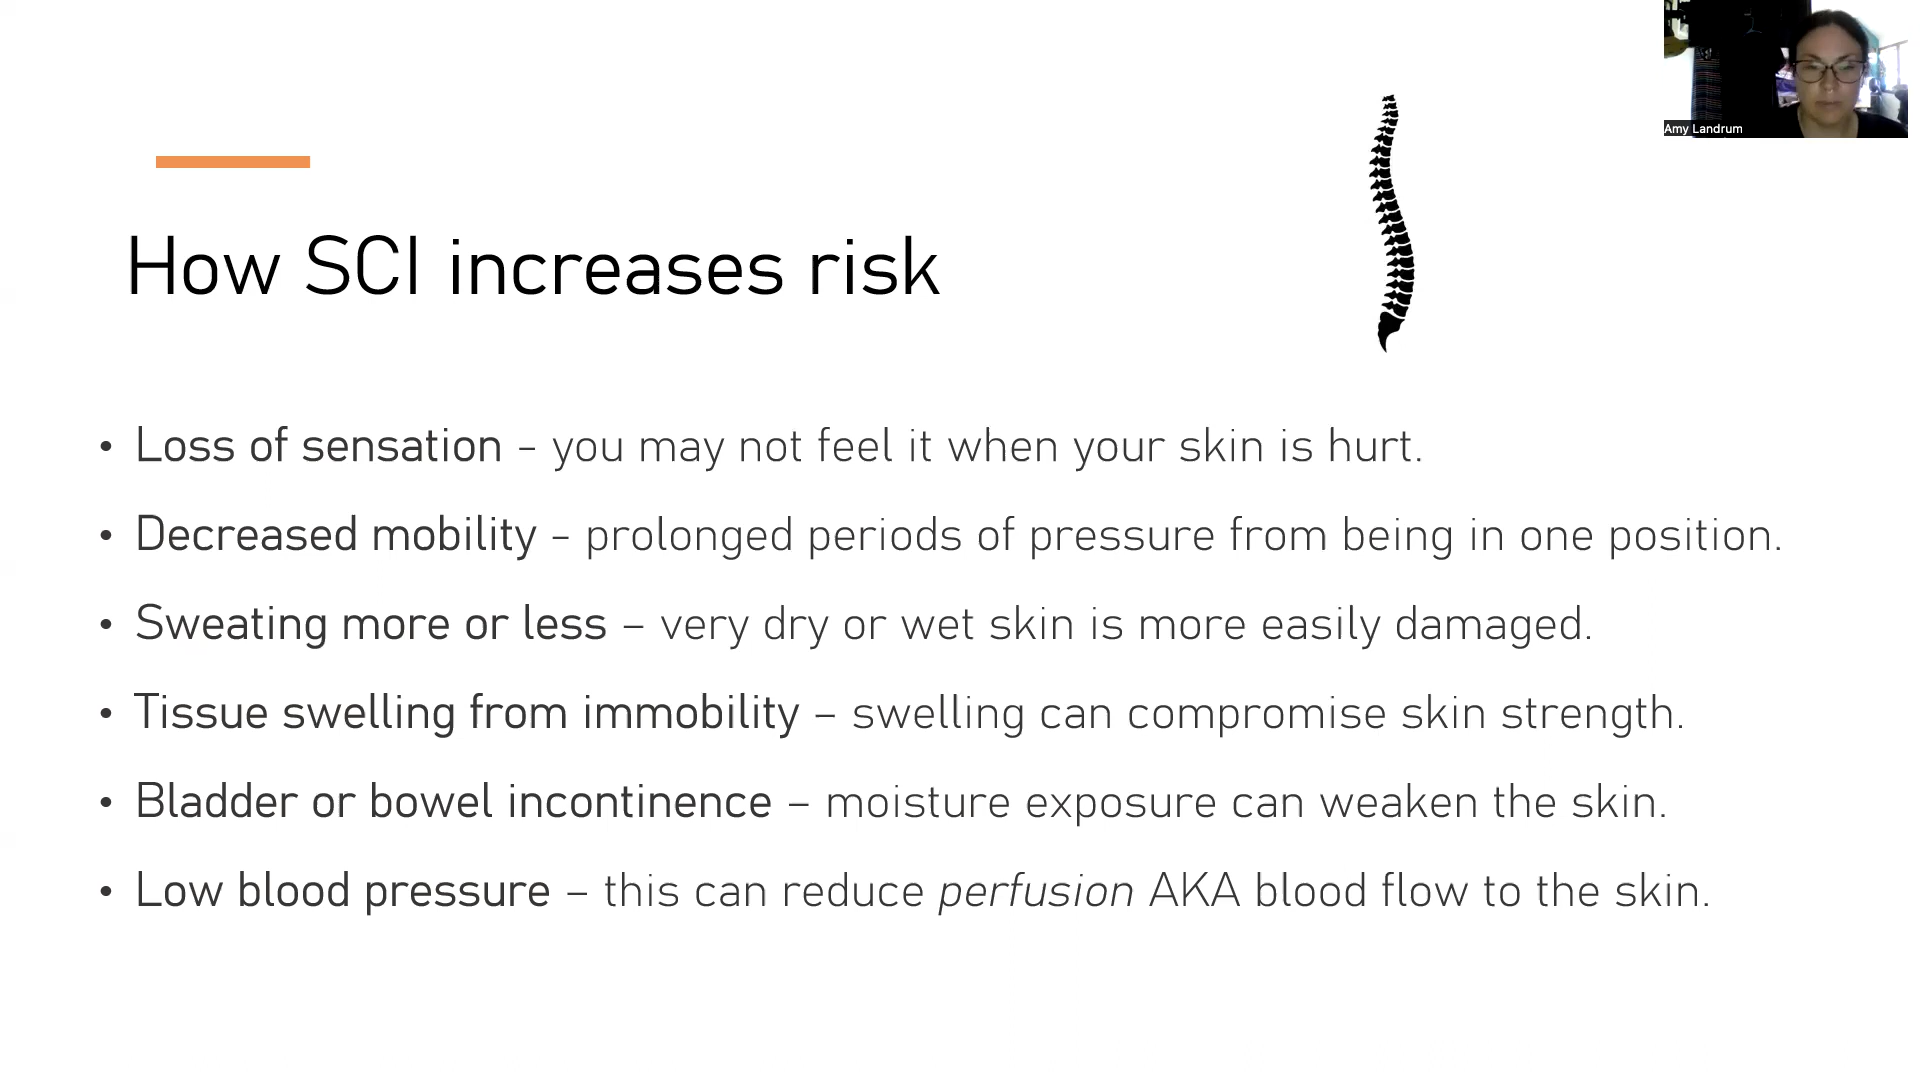 Amy Landrum
How SCI increases risk
• Loss of sensation – you may not feel it when your skin is hurt.
• Decreased mobility – prolonged periods of pressure from being in one position.
• Sweating more or less – very dry or wet skin is more easily damaged.
• Tissue swelling from immobility – swelling can compromise skin strength.
• Bladder or bowel incontinence – moisture exposure can weaken the skin.
• Low blood pressure – this can reduce perfusion AKA blood flow to the skin.